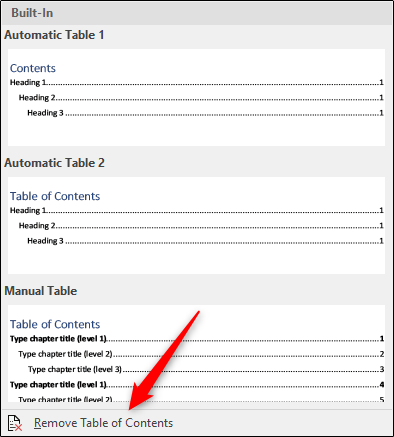 Built-In
Automatic Table 1
Contents
Heading 1........................................................1
Heading 2........................................................1
Heading 3........................................................1
Automatic Table 2
Table of Contents
Heading 1........................................................1
Heading 2........................................................1
Heading 3........................................................1
Manual Table
Table of Contents
Type chapter title (level 1)........................................................1
Type chapter title (level 2)........................................................2
Type chapter title (level 3)........................................................3
Type chapter title (level 1)........................................................4
Type chapter title (level 2)........................................................5
Remove Table of Contents